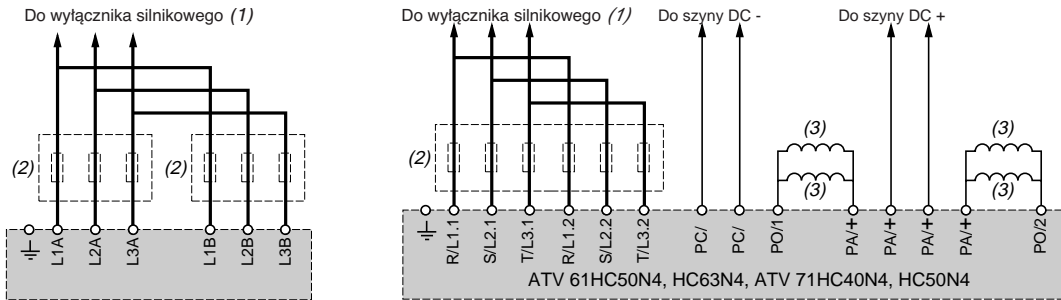 Do wyłącznika silnikowego (1)
(2)
(2)
L1A
L2A
L3A
L1B
L2B
L3B
Do wyłącznika silnikowego (1)
Do szyny DC -
Do szyny DC +
(2)
(3)
(3)
(3)
(3)
R/L1.1
S/L2.1
T/L3.1
R/L1.2
S/L2.2
T/L3.2
PC/
PC/
PO/1
PA/+
PA/+
PA/+
PA/+
PO/2
ATV 61HC50N4, HC63N4, ATV 71HC40N4, HC50N4